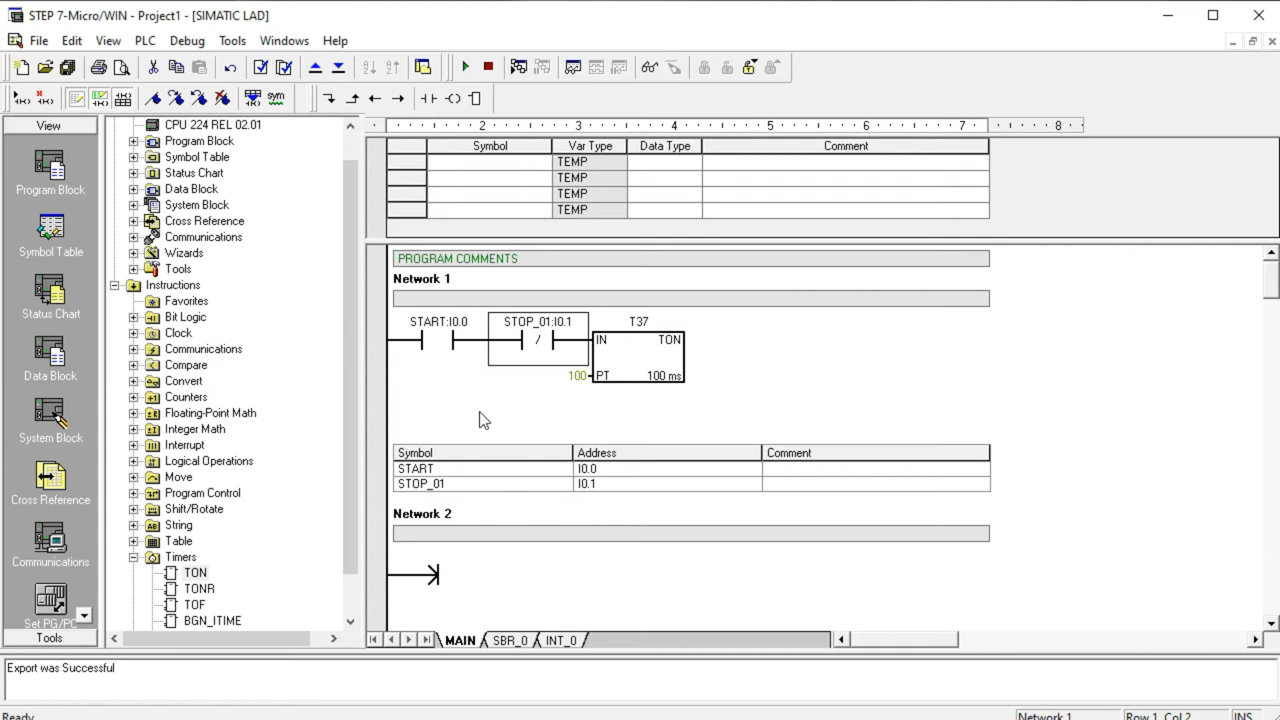 STEP 7-Micro/WIN - Project1 - [SIMATIC LAD]
File Edit View PLC Debug Tools Windows Help
sym
View
Program Block
Symbol Table
Status Chart
Data Block
System Block
Cross Reference
Communications
Set PG/PC
Tools
CPU 224 REL 02.01
Program Block
Symbol Table
Status Chart
Data Block
System Block
Cross Reference
Communications
Wizards
Tools
Instructions
Favorites
Bit Logic
Clock
Communications
Compare
Convert
Counters
Floating-Point Math
Integer Math
Interrupt
Logical Operations
Move
Program Control
Shift/Rotate
String
Table
Timers
TON
TONR
TOF
BGN_ITIME
2 3 4 5 6 7 8
Symbol Var Type Data Type Comment
TEMP
TEMP
TEMP
TEMP
PROGRAM COMMENTS
Network 1
START:I0.0 STOP_01:I0.1 T37
/ IN TON
100 PT 100 ms
Symbol Address Comment
START I0.0
STOP_01 I0.1
Network 2
MAIN SBR_0 INT_0
Export was Successful
Ready Network 1 Row 1, Col 2 INS